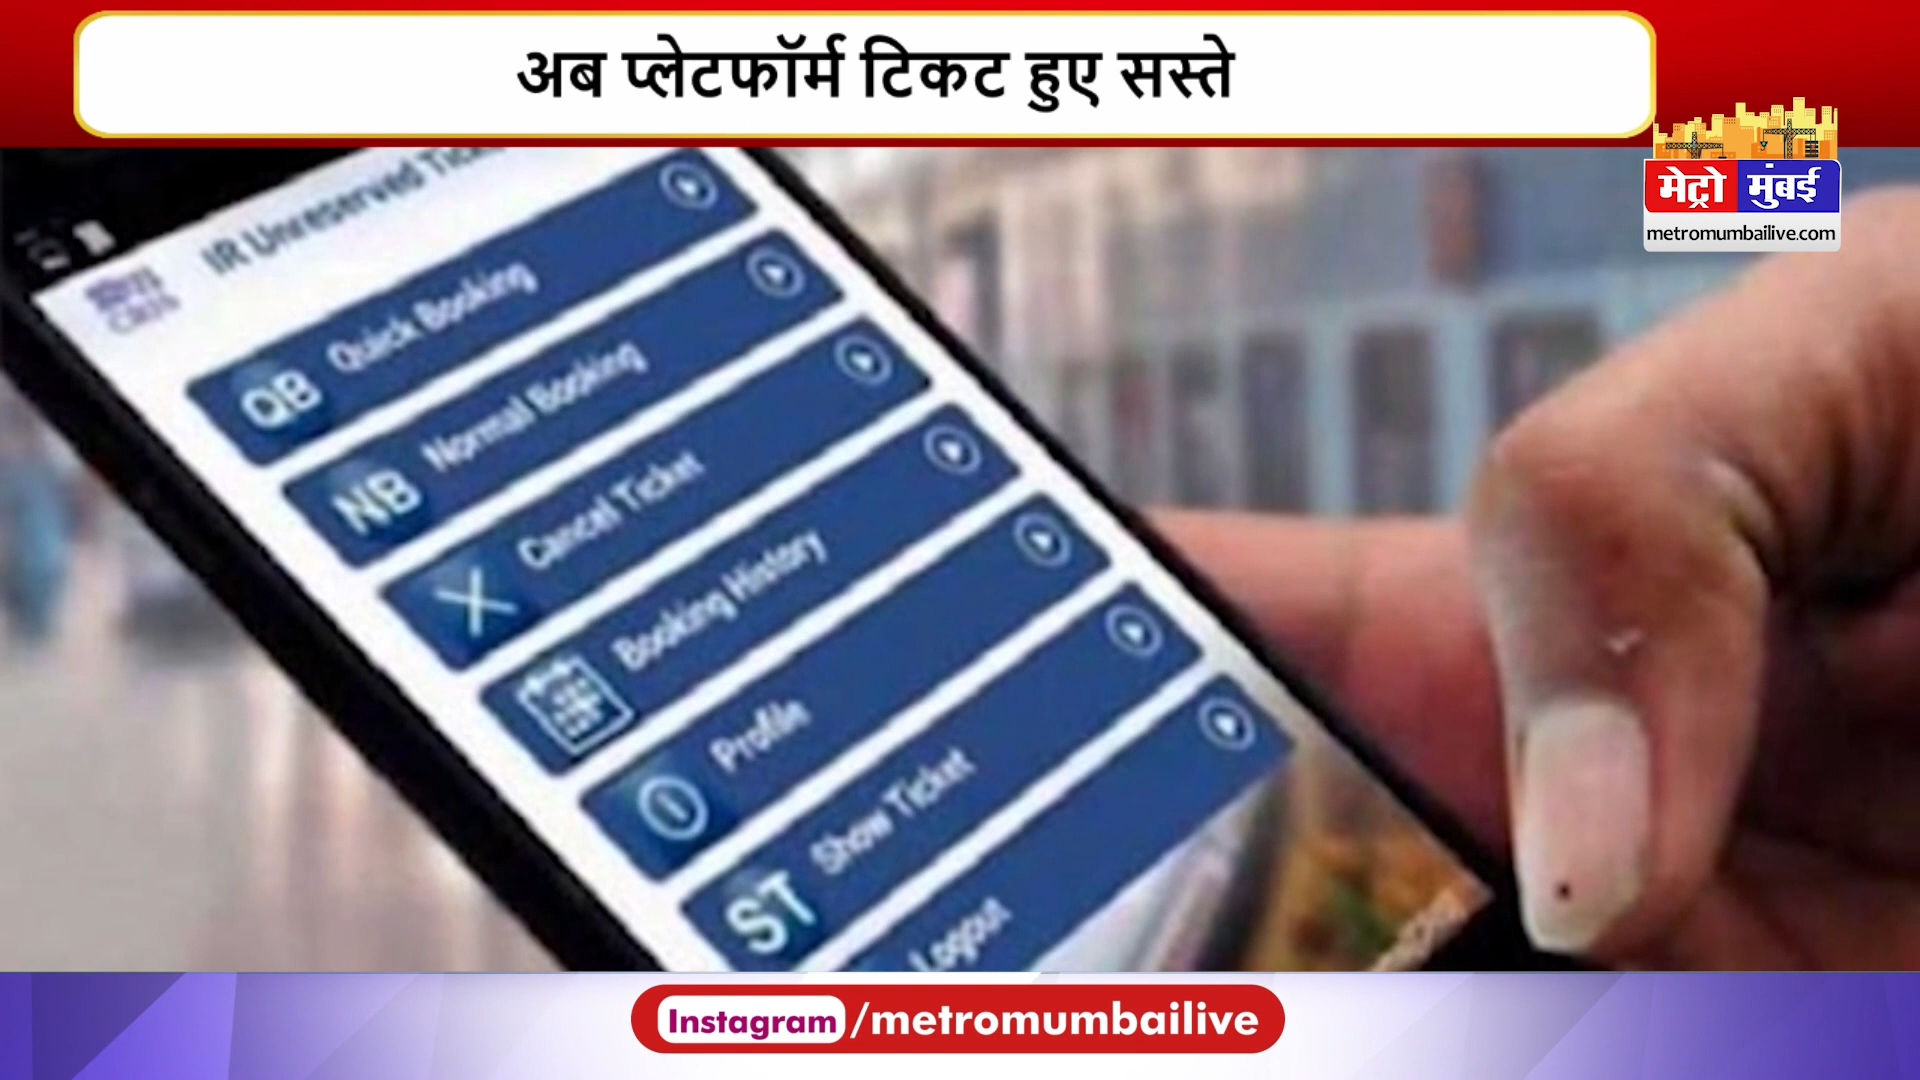 अब प्लेटफॉर्म टिकट हुए सस्ते
मेट्रो मुंबई
metromumbailive.com
IR Unreserved
QB Quick Booking
NB Normal Booking
Cancel Ticket
Booking History
Profile
ST Show Ticket
Logout
Instagram /metromumbailive